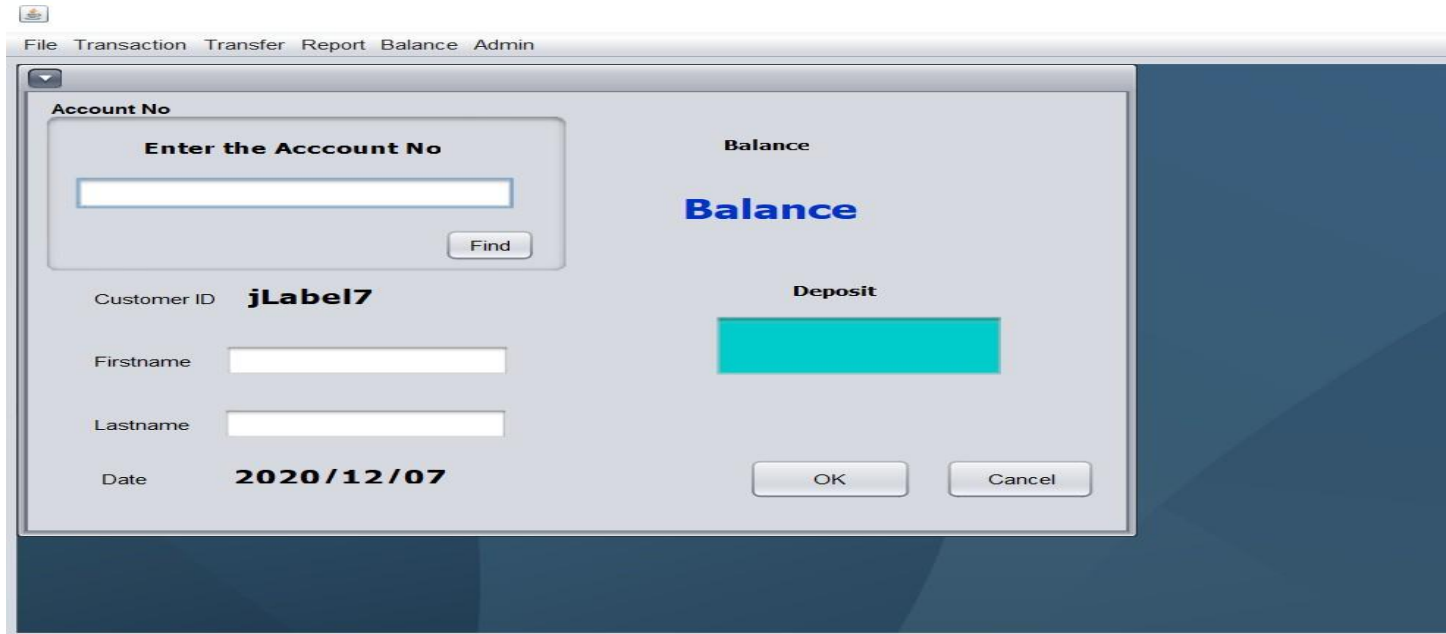 File Transaction Transfer Report Balance Admin
Account No
Enter the Acccount No
Find
Balance
Balance
Customer ID jLabel7
Firstname
Lastname
Date 2020/12/07
Deposit
OK Cancel